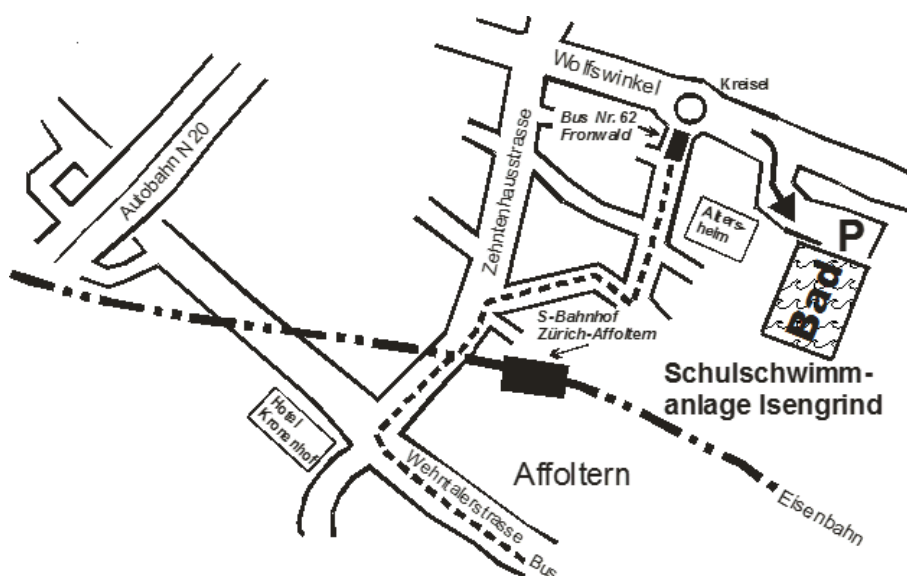 Wolfswinkel
Kreisel
Bus Nr. 62
Fronwald
Autobahn N 20
Zehntenhausstrasse
Alters-
heim
P
Bad
S-Bahnhof
Zürich-Affoltern
Schulschwimm-
anlage Isengrind
Hotel
Kronenhof
Wehntalerstrasse
Affoltern
Eisenbahn
Bus